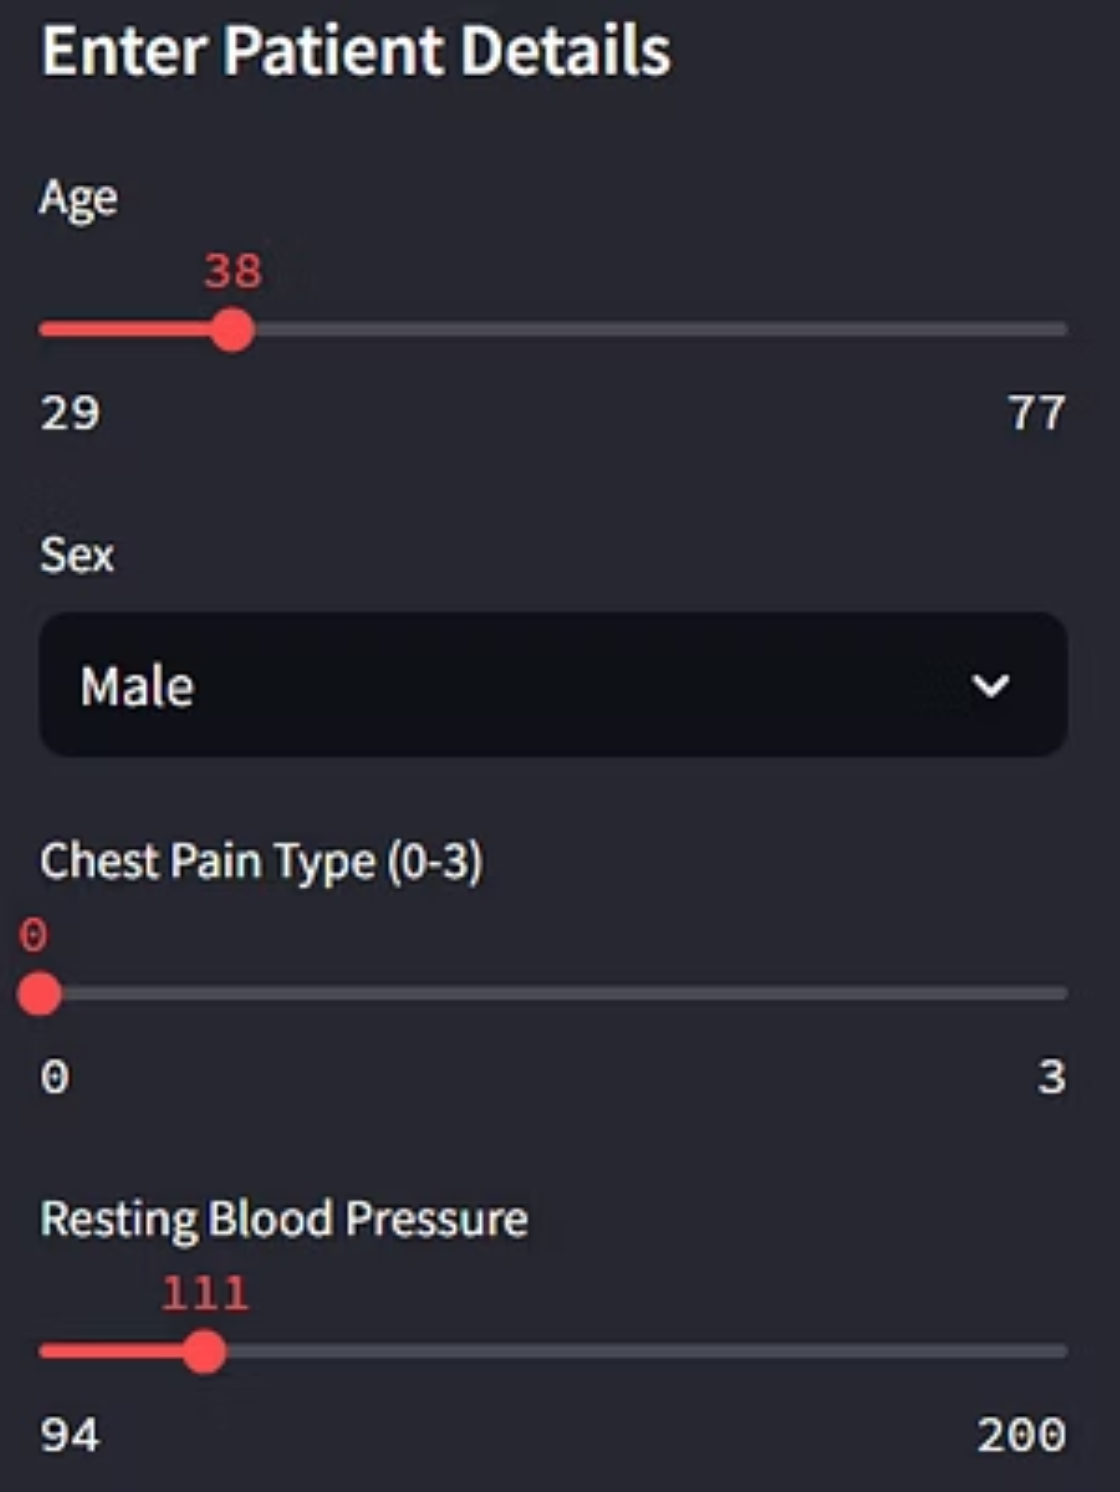 Enter Patient Details
Age
38
29 77
Sex
Male
Chest Pain Type (0-3)
0
0 3
Resting Blood Pressure
111
94 200